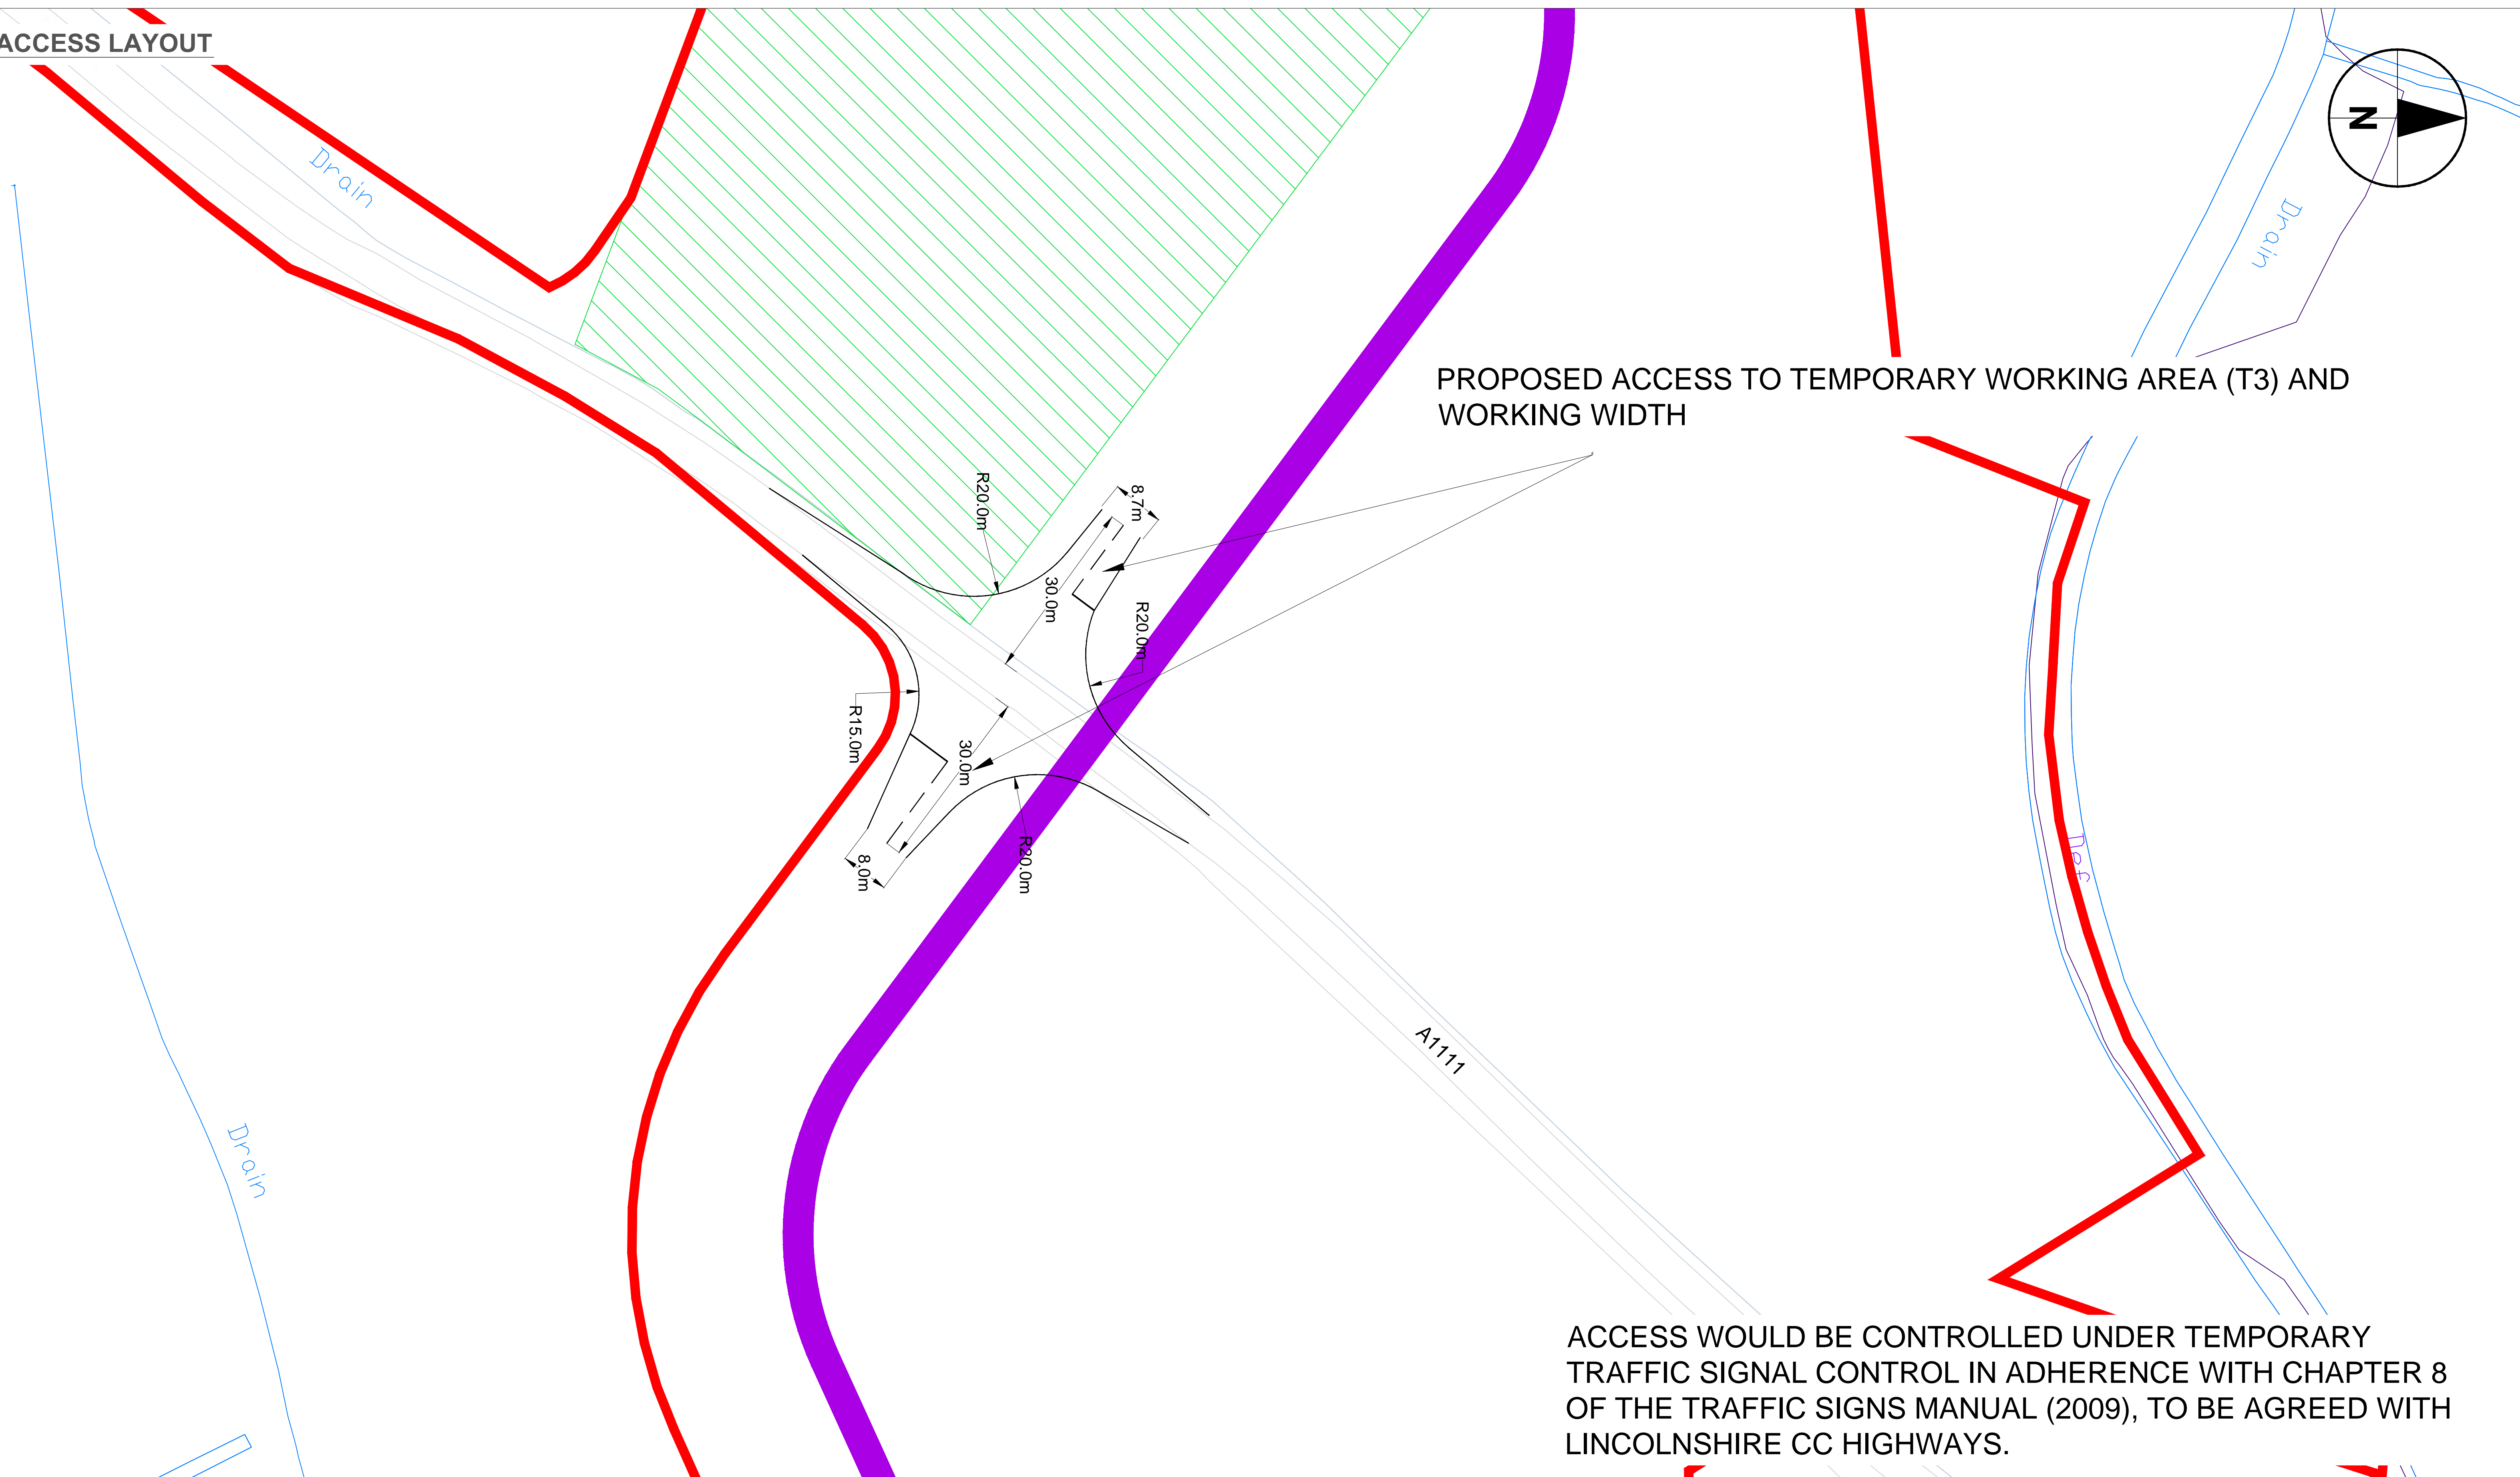 ACCESS LAYOUT
Drain
N
Drain
PROPOSED ACCESS TO TEMPORARY WORKING AREA (T3) AND
WORKING WIDTH
R20.0m
8.7m
30.0m
R20.0m
R15.0m
30.0m
8.0m
R20.0m
Def
A1111
Drain
ACCESS WOULD BE CONTROLLED UNDER TEMPORARY
TRAFFIC SIGNAL CONTROL IN ADHERENCE WITH CHAPTER 8
OF THE TRAFFIC SIGNS MANUAL (2009), TO BE AGREED WITH
LINCOLNSHIRE CC HIGHWAYS.